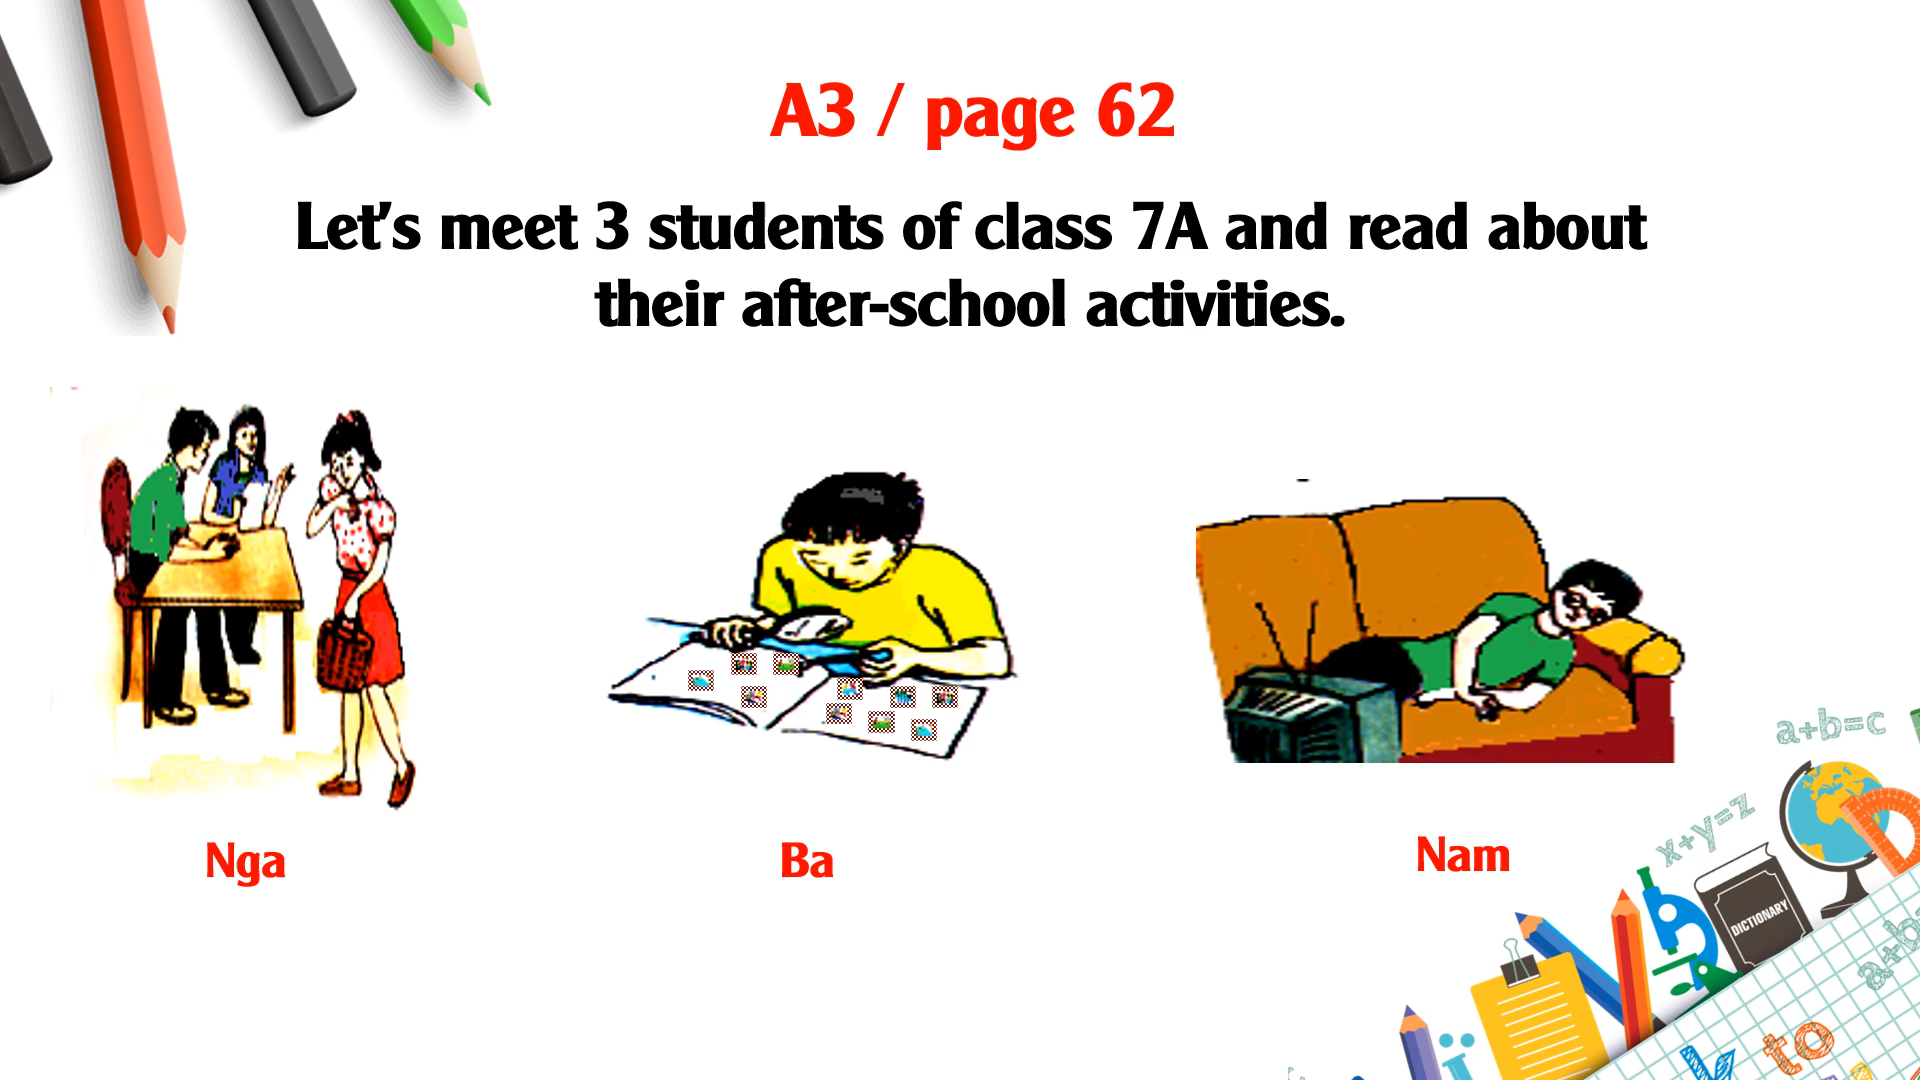 A3 / page 62
Let's meet 3 students of class 7A and read about
their after-school activities.
Nga
Ba
Nam
a+b=c
x+y=z
DICTIONARY
to